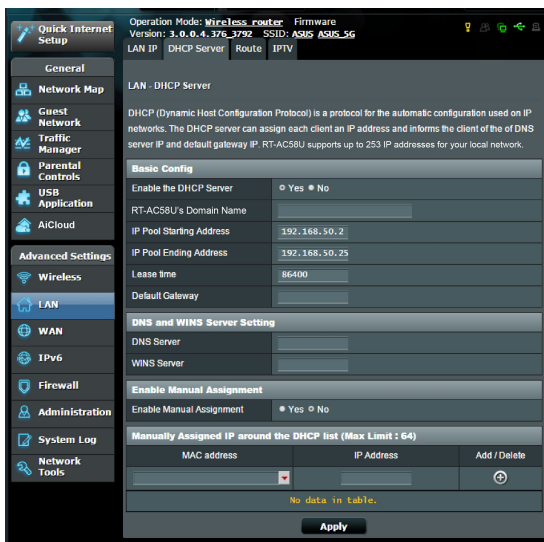 Quick Internet
Setup
General
Network Map
Guest
Network
Traffic
Manager
Parental
Controls
USB
Application
AiCloud
Advanced Settings
Wireless
LAN
WAN
IPv6
Firewall
Administration
System Log
Network
Tools
Operation Mode: Wireless router Firmware
Version: 3.0.0.4.376_3792 SSID: ASUS ASUS_5G
LAN IP DHCP Server Route IPTV
LAN - DHCP Server
DHCP (Dynamic Host Configuration Protocol) is a protocol for the automatic configuration used on IP
networks. The DHCP server can assign each client an IP address and informs the client of the of DNS
server IP and default gateway IP. RT-AC58U supports up to 253 IP addresses for your local network.
Basic Config
Enable the DHCP Server Yes No
RT-AC58U's Domain Name
IP Pool Starting Address 192.168.50.2
IP Pool Ending Address 192.168.50.25
Lease time 86400
Default Gateway
DNS and WINS Server Setting
DNS Server
WINS Server
Enable Manual Assignment
Enable Manual Assignment Yes No
Manually Assigned IP around the DHCP list (Max Limit : 64)
MAC address IP Address Add / Delete
No data in table.
Apply